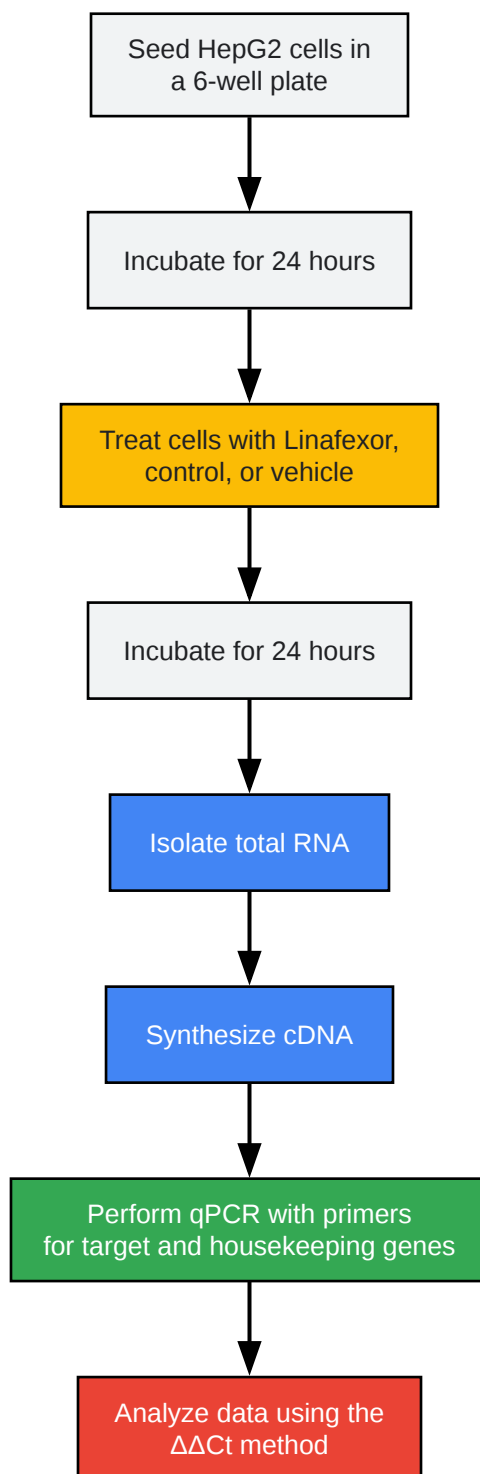 Seed HepG2 cells in
a 6-well plate
Incubate for 24 hours
Treat cells with Linafexor,
control, or vehicle
Incubate for 24 hours
Isolate total RNA
Synthesize cDNA
Perform qPCR with primers
for target and housekeeping genes
Analyze data using the
ΔΔCt method